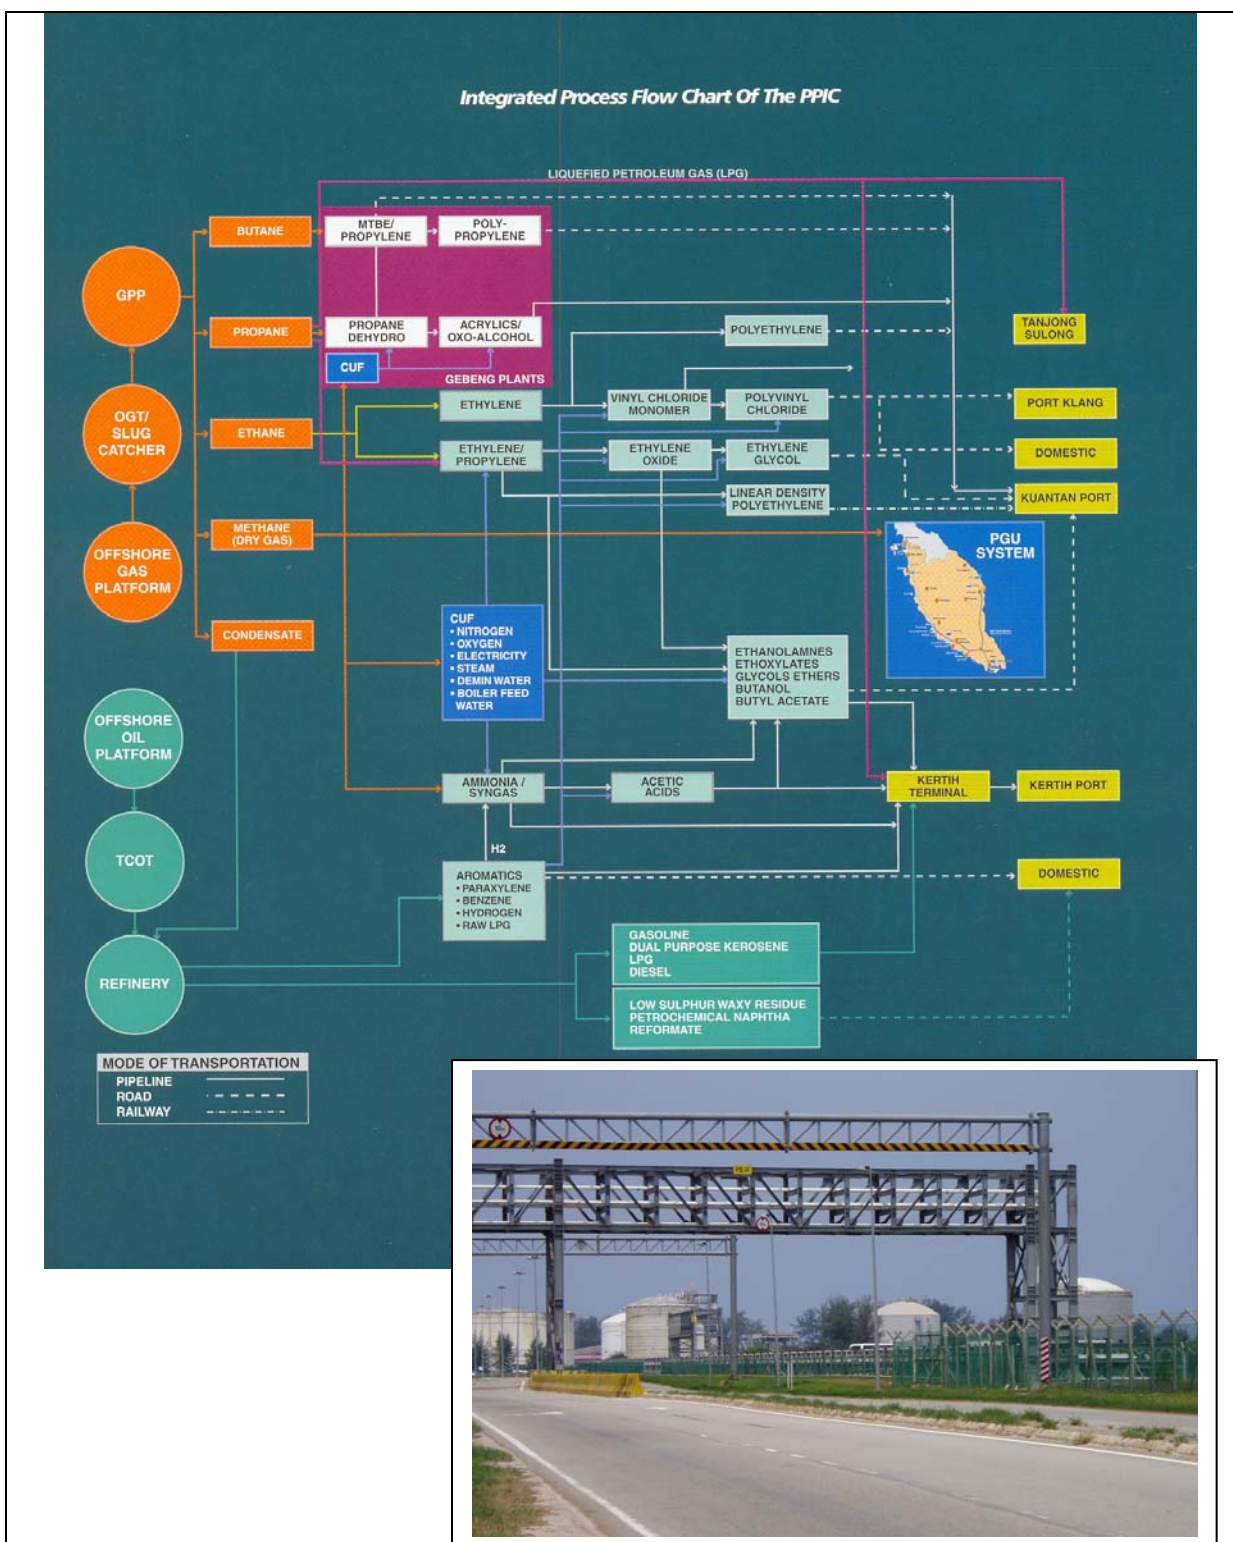 Integrated Process Flow Chart Of The PPIC
LIQUEFIED PETROLEUM GAS (LPG)
BUTANE
MTBE/
PROPYLENE
POLY-
PROPYLENE
GPP
PROPANE
PROPANE
DEHYDRO
ACRYLICS/
OXO-ALCOHOL
POLYETHYLENE
TANJONG
SULONG
CUF
GEBENG PLANTS
OGT/
SLUG
CATCHER
ETHANE
ETHYLENE
VINYL CHLORIDE
MONOMER
POLYVINYL
CHLORIDE
PORT KLANG
ETHYLENE/
PROPYLENE
ETHYLENE
OXIDE
ETHYLENE
GLYCOL
DOMESTIC
LINEAR DENSITY
POLYETHYLENE
KUANTAN PORT
OFFSHORE
GAS
PLATFORM
METHANE
(DRY GAS)
PGU
SYSTEM
CONDENSATE
CUF
• NITROGEN
• OXYGEN
• ELECTRICITY
• STEAM
• DEMIN WATER
• BOILER FEED
WATER
ETHANOLAMNES
ETHOXYLATES
GLYCOLS ETHERS
BUTANOL
BUTYL ACETATE
OFFSHORE
OIL
PLATFORM
AMMONIA /
SYNGAS
ACETIC
ACIDS
KERTIH
TERMINAL
KERTIH PORT
H2
TCOT
AROMATICS
• PARAXYLENE
• BENZENE
• HYDROGEN
• RAW LPG
DOMESTIC
REFINERY
GASOLINE
DUAL PURPOSE KEROSENE
LPG
DIESEL
LOW SULPHUR WAXY RESIDUE
PETROCHEMICAL NAPHTHA
REFORMATE
MODE OF TRANSPORTATION
PIPELINE
ROAD
RAILWAY